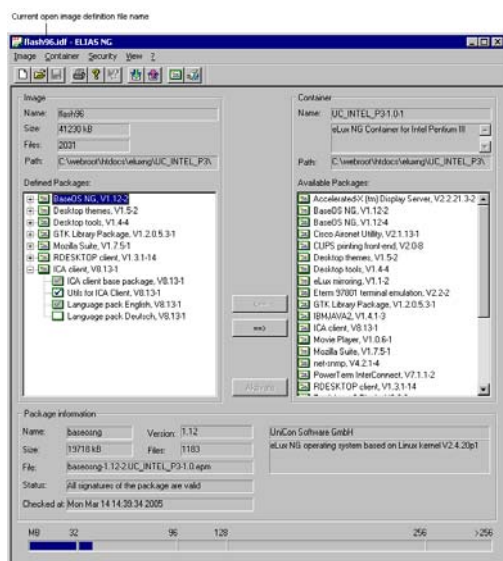 Current open image definition file name
flash96.idf - ELIAS NG
Image Container Security View ?
Image
Name: flash96
Size: 41230 kB
Files: 2031
Path: C:\webroot\htdocs\eluxng\UC_INTEL_P3\
Defined Packages:
BaseOS NG, V1.12-2
Desktop themes, V1.5-2
Desktop tools, V1.4-4
GTK Library Package, V1.2.0.5.3-1
Mozilla Suite, V1.7.5-1
RDESKTOP client, V1.3.1-14
ICA client, V8.13-1
ICA client base package, V8.13-1
Utils for ICA Client, V8.13-1
Language pack English, V8.13-1
Language pack Deutsch, V8.13-1
==>
Container
Name: UC_INTEL_P3-1.0-1
eLux NG Container for Intel Pentium III
Path: C:\webroot\htdocs\eluxng\UC_INTEL_P3\
Available Packages:
Accelerated-X (tm) Display Server, V2.2.21.3-2
BaseOS NG, V1.12-2
BaseOS NG, V1.12-4
Cisco Aironet Utility, V2.1.13-1
CUPS printing front-end, V2.0-8
Desktop themes, V1.5-2
Desktop tools, V1.4-4
eLux mirroring, V1.1-2
Eterm 97801 terminal emulation, V2.2-2
GTK Library Package, V1.2.0.5.3-1
IBMJAVA2, V1.4.1-3
ICA client, V8.13-1
Movie Player, V1.0.6-1
Mozilla Suite, V1.7.5-1
net-snmp, V4.2.1-4
PowerTerm InterConnect, V7.1.1-2
RDESKTOP client, V1.3.1-14
Package information
Name: baseosng Version: 1.12
Size: 19718 kB Files: 1183
File: baseosng-1.12-2.UC_INTEL_P3-1.0.epm
Status: All signatures of the package are valid
Checked at: Mon Mar 14 14:39:34 2005
UniCon Software GmbH
eLux NG operating system based on Linux kernel V2.4.20p1
MB 32 96 128 256 >256